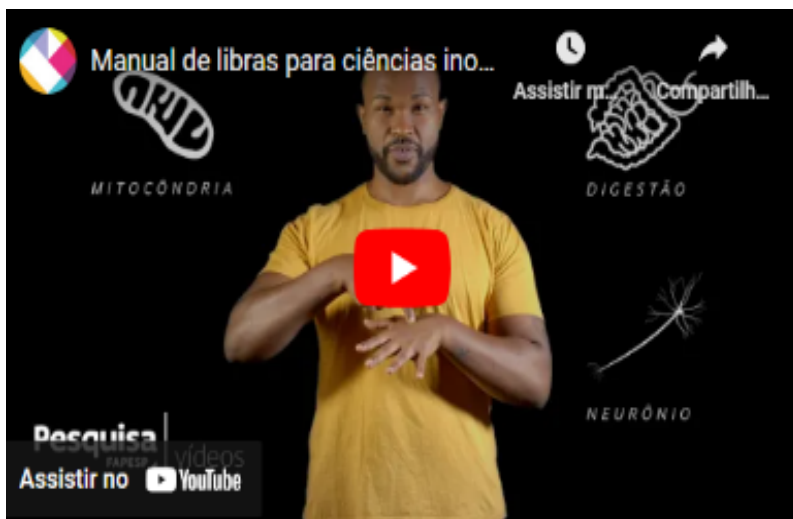 Manual de libras para ciências ino...
Assistir m...
Compartilh...
MITOCÔNDRIA
DIGESTÃO
NEURÔNIO
Pesquisa
FAPESP
vídeos
Assistir no YouTube